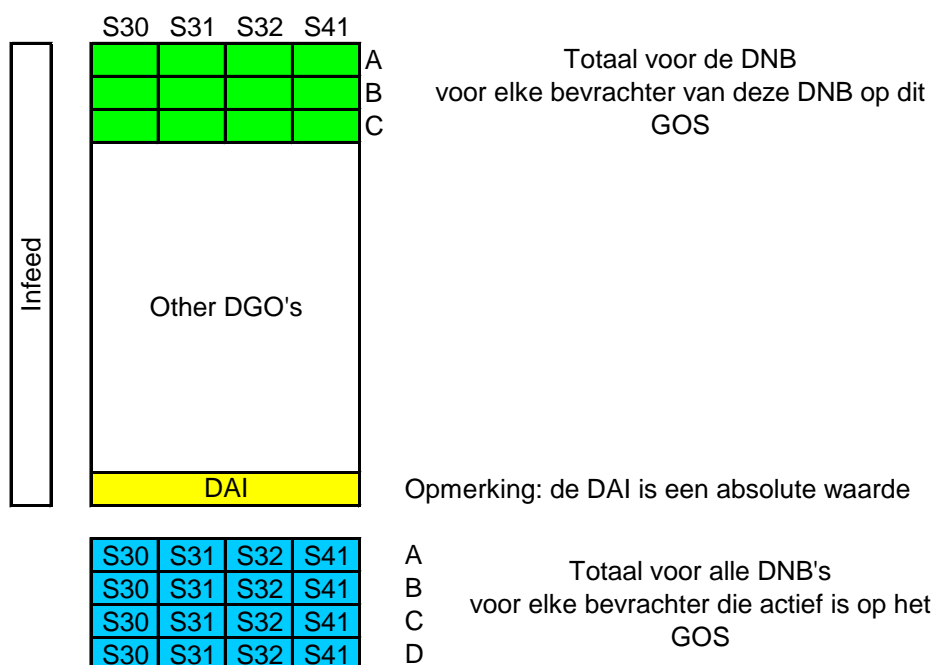 S30 S31 S32 S41
A
B
C
Totaal voor de DNB
voor elke bevrachter van deze DNB op dit
GOS
Infeed
Other DGO's
DAI
Opmerking: de DAI is een absolute waarde
S30 S31 S32 S41 A
S30 S31 S32 S41 B
S30 S31 S32 S41 C
S30 S31 S32 S41 D
Totaal voor alle DNB's
voor elke bevrachter die actief is op het
GOS